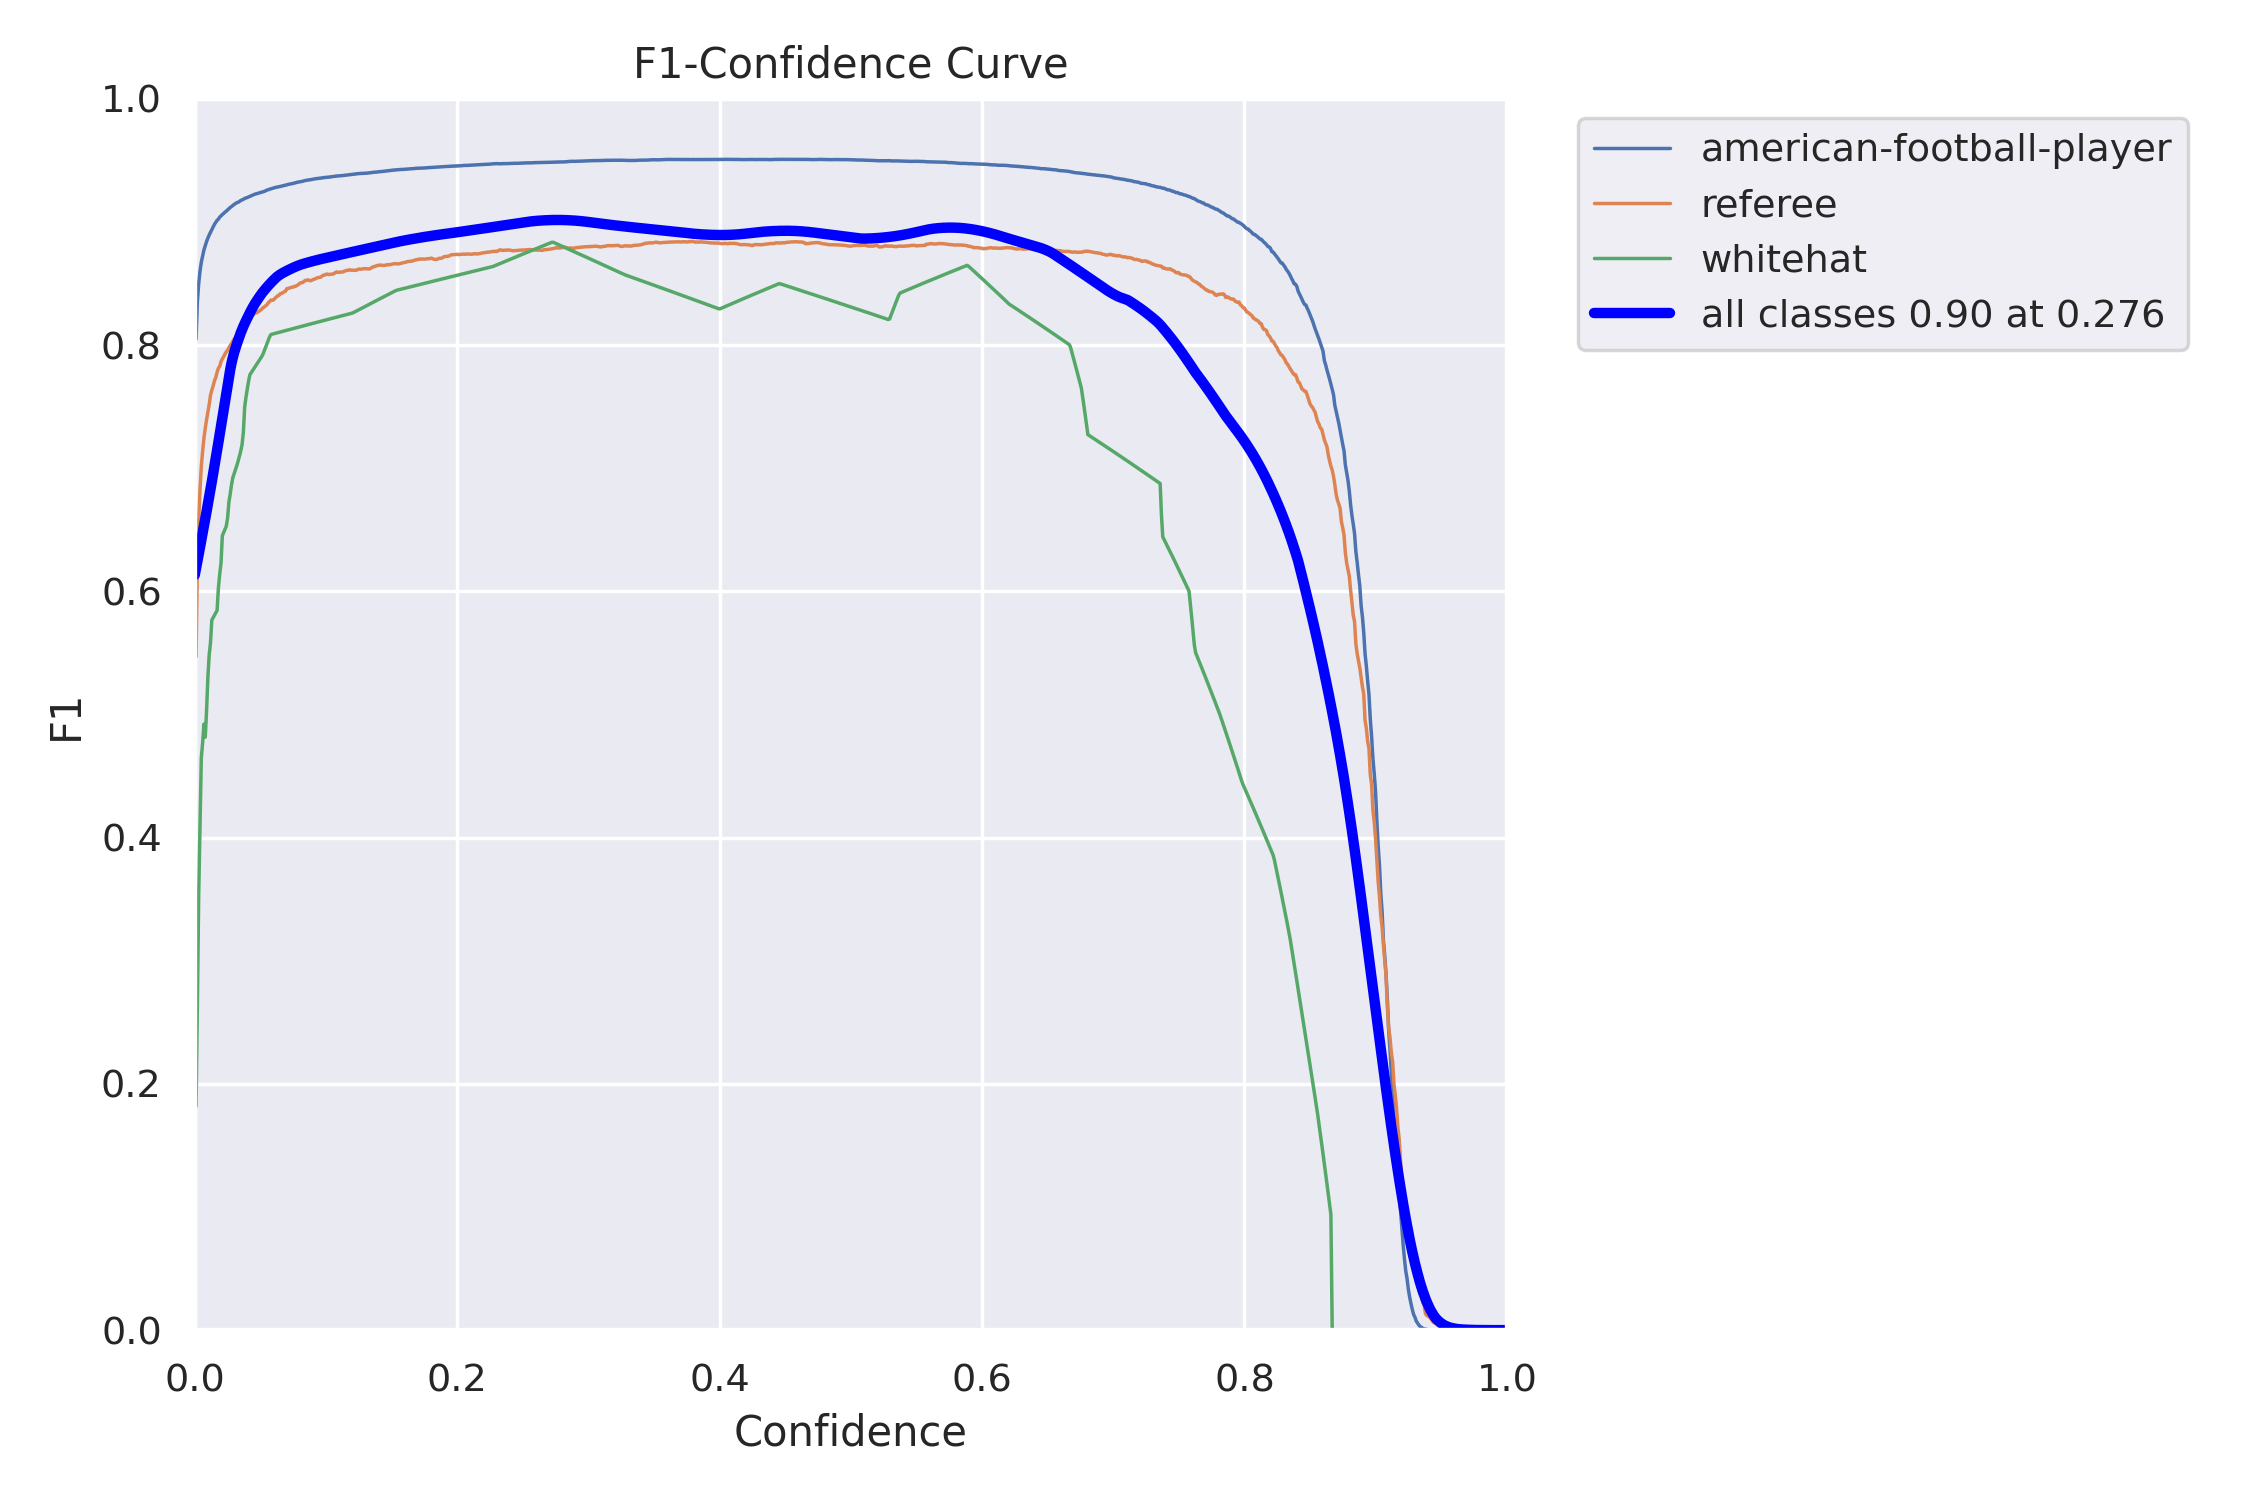 F1-Confidence Curve
1.0
0.8
0.6
0.4
0.2
0.0
F1
0.0 0.2 0.4 0.6 0.8 1.0
Confidence
american-football-player
referee
whitehat
all classes 0.90 at 0.276